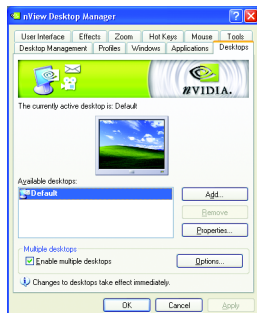 nView Desktop Manager
User Interface Effects Zoom Hot Keys Mouse Tools
Desktop Management Profiles Windows Applications Desktops
NVIDIA.
The currently active desktop is: Default
Available desktops:
Default
Add...
Remove
Properties...
Multiple desktops
Enable multiple desktops
Options...
Changes to desktops take effect immediately.
OK Cancel Apply